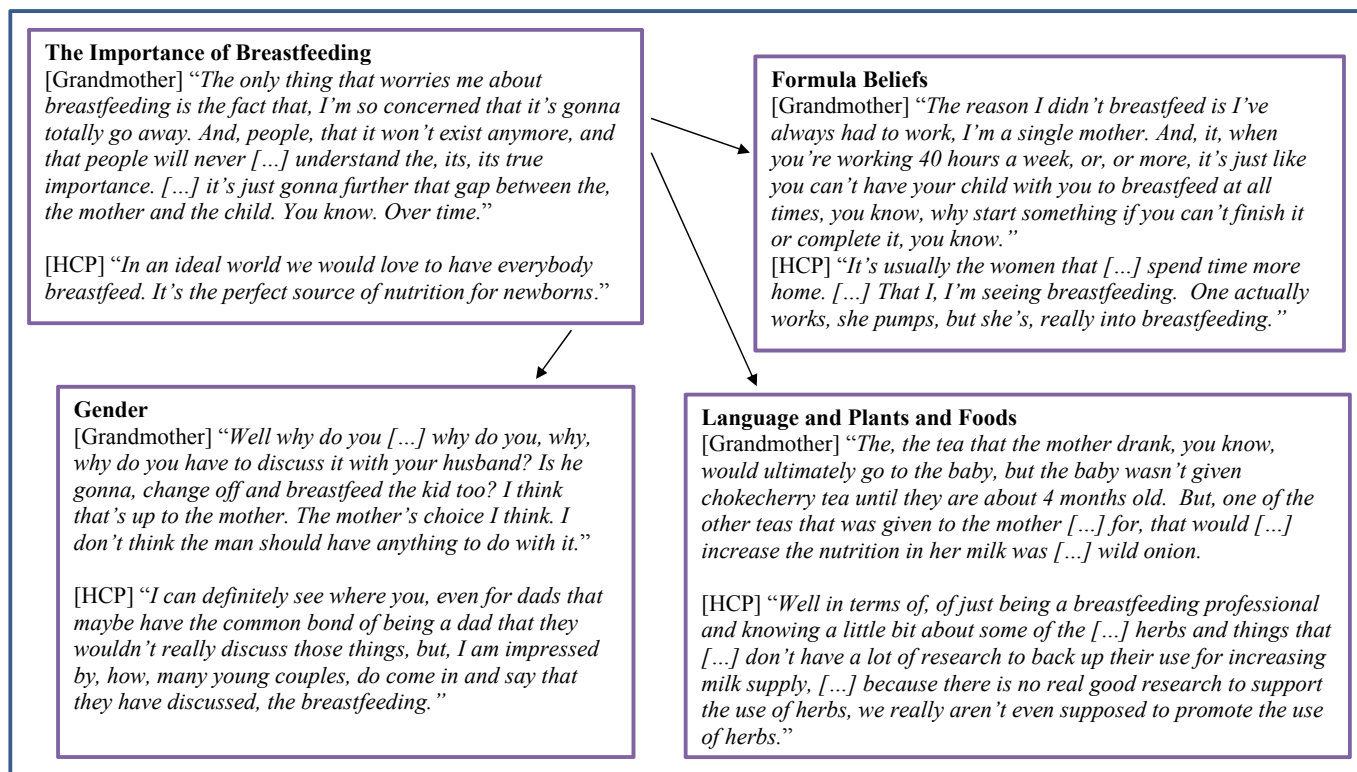 The Importance of Breastfeeding
[Grandmother] “The only thing that worries me about
breastfeeding is the fact that, I’m so concerned that it’s gonna
totally go away. And, people, that it won’t exist anymore, and
that people will never […] understand the, its, its true
importance. […] it’s just gonna further that gap between the,
the mother and the child. You know. Over time.”
[HCP] “In an ideal world we would love to have everybody
breastfeed. It’s the perfect source of nutrition for newborns.”
Formula Beliefs
[Grandmother] “The reason I didn’t breastfeed is I’ve
always had to work, I’m a single mother. And, it, when
you’re working 40 hours a week, or, or more, it’s just like
you can’t have your child with you to breastfeed at all
times, you know, why start something if you can’t finish it
or complete it, you know.”
[HCP] “It’s usually the women that […] spend time more
home. […] That I, I’m seeing breastfeeding.  One actually
works, she pumps, but she’s, really into breastfeeding.”
Gender
[Grandmother] “Well why do you […] why do you, why,
why do you have to discuss it with your husband? Is he
gonna, change off and breastfeed the kid too? I think
that’s up to the mother. The mother’s choice I think. I
don’t think the man should have anything to do with it.”
[HCP] “I can definitely see where you, even for dads that
maybe have the common bond of being a dad that they
wouldn’t really discuss those things, but, I am impressed
by, how, many young couples, do come in and say that
they have discussed, the breastfeeding.”
Language and Plants and Foods
[Grandmother] “The, the tea that the mother drank, you know,
would ultimately go to the baby, but the baby wasn’t given
chokecherry tea until they are about 4 months old.  But, one of the
other teas that was given to the mother […] for, that would […]
increase the nutrition in her milk was […] wild onion.
[HCP] “Well in terms of, of just being a breastfeeding professional
and knowing a little bit about some of the […] herbs and things that
[…] don’t have a lot of research to back up their use for increasing
milk supply, […] because there is no real good research to support
the use of herbs, we really aren’t even supposed to promote the use
of herbs.”